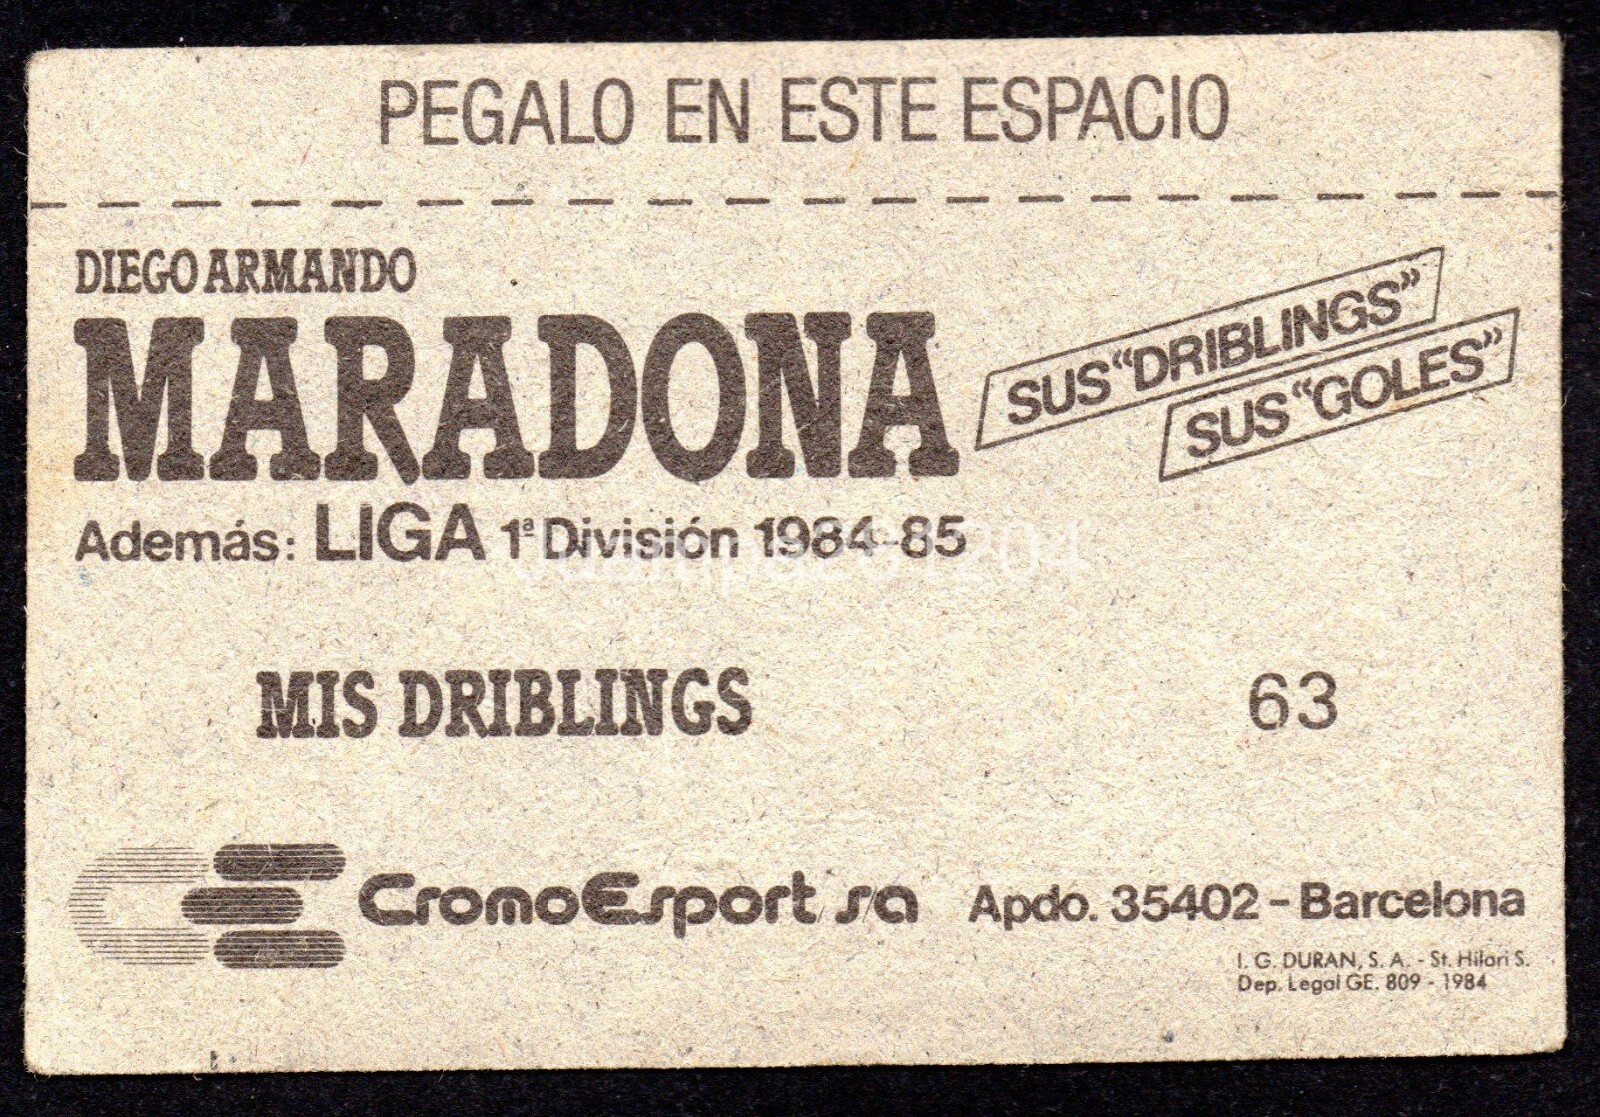 PEGALO EN ESTE ESPACIO
DIEGO ARMANDO
MARADONA
SUS "DRIBLINGS"
SUS "GOLES"
Además: LIGA 1ª División 1984-85
MIS DRIBLINGS
63
CromoEsport sa
Apdo. 35402 - Barcelona
I. G. DURAN, S. A. - St. Hilari S.
Dep. Legal GE. 809 - 1984